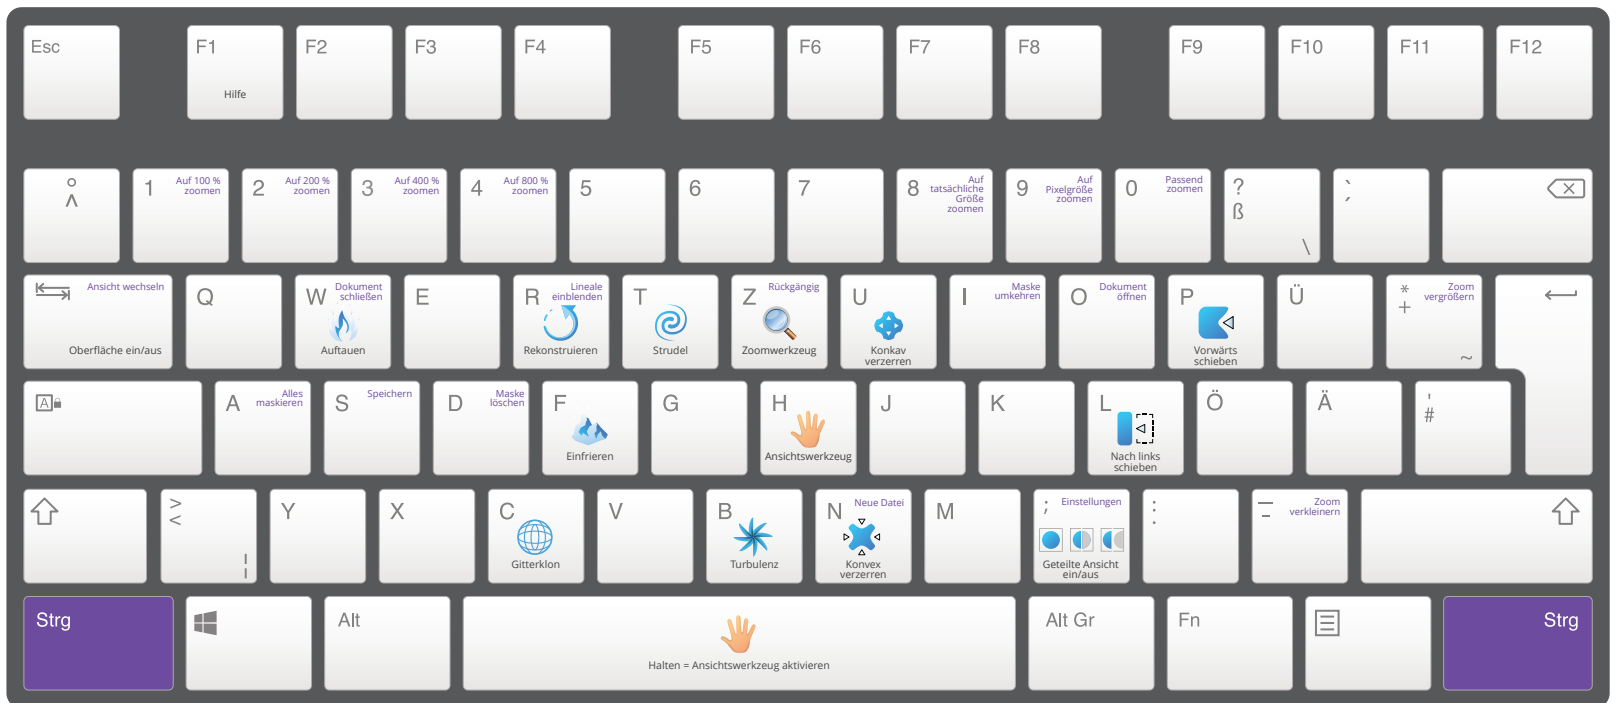 Esc
F1
Hilfe
F2
F3
F4
F5
F6
F7
F8
F9
F10
F11
F12
°
^
1
Auf 100 %
zoomen
2
Auf 200 %
zoomen
3
Auf 400 %
zoomen
4
Auf 800 %
zoomen
5
6
7
8
Auf
tatsächliche
Größe
zoomen
9
Auf
Pixelgröße
zoomen
0
Passend
zoomen
?
ß
\
`
´
Ansicht wechseln
Oberfläche ein/aus
Q
W
Dokument
schließen
Auftauen
E
R
Lineale
einblenden
Rekonstruieren
T
Strudel
Z
Rückgängig
Zoomwerkzeug
U
Konkav
verzerren
I
Maske
umkehren
O
Dokument
öffnen
P
Vorwärts
schieben
Ü
*
+
~
Zoom
vergrößern
A
A
Alles
maskieren
S
Speichern
D
Maske
löschen
F
Einfrieren
G
H
Ansichtswerkzeug
J
K
L
Nach links
schieben
Ö
Ä
'
#
>
<
¦
Y
X
C
Gitterklon
V
B
Turbulenz
N
Neue Datei
Konvex
verzerren
M
;
,
Einstellungen
Geteilte Ansicht
ein/aus
:
.
_
-
Zoom
verkleinern
Strg
Alt
Halten = Ansichtswerkzeug aktivieren
Alt Gr
Fn
Strg